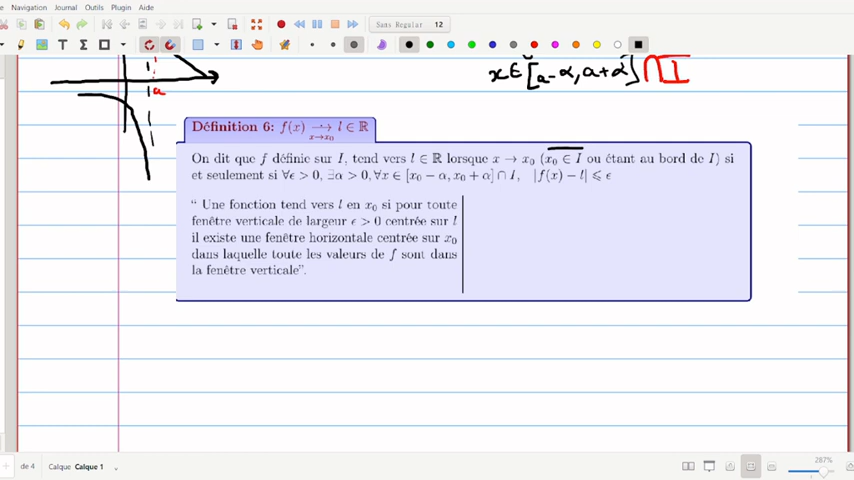 Navigation Journal Outils Plugin Aide
Sans Regular 12
x ∈ [a-α, a+α] ∩ I
a
Définition 6: f(x) → l ∈ ℝ
x→x₀
On dit que f définie sur I, tend vers l ∈ ℝ lorsque x → x₀ (x₀ ∈ I ou étant au bord de I) si
et seulement si ∀ϵ > 0, ∃α > 0, ∀x ∈ [x₀ − α, x₀ + α] ∩ I, |f(x) − l| ⩽ ϵ
“ Une fonction tend vers l en x₀ si pour toute
fenêtre verticale de largeur ϵ > 0 centrée sur l
il existe une fenêtre horizontale centrée sur x₀
dans laquelle toute les valeurs de f sont dans
la fenêtre verticale”.
de 4 Calque Calque 1 287%